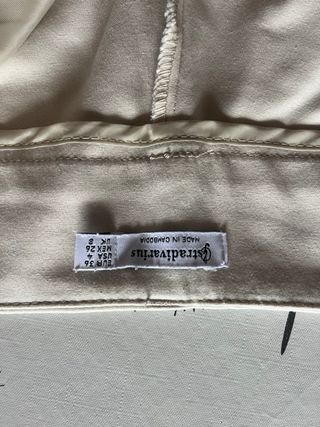 stradivarius
MADE IN CAMBODIA
EUR 36
USA 4
MEX 26
UK 8